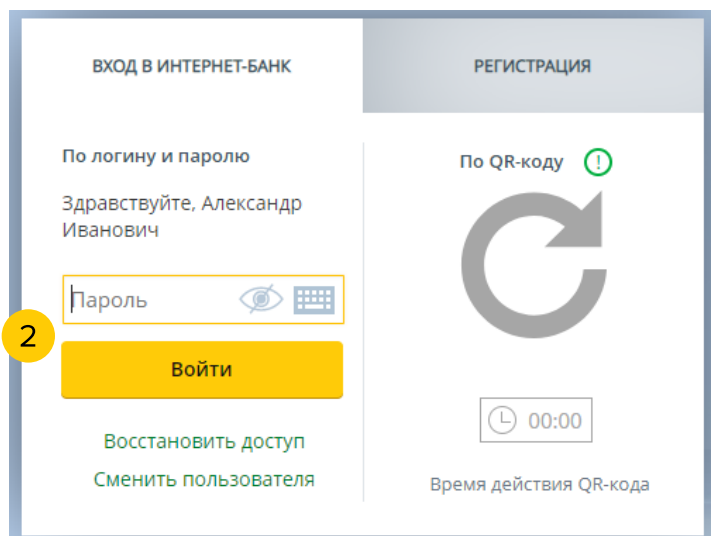 ВХОД В ИНТЕРНЕТ-БАНК
РЕГИСТРАЦИЯ
По логину и паролю
Здравствуйте, Александр
Иванович
Пароль
2
Войти
Восстановить доступ
Сменить пользователя
По QR-коду
!
00:00
Время действия QR-кода